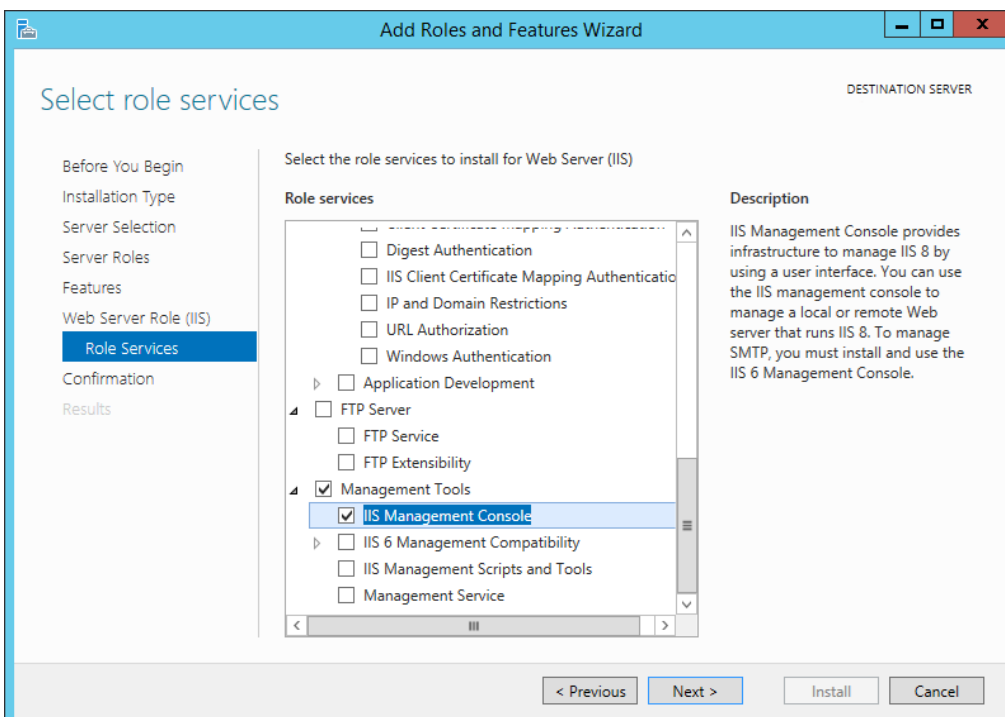 Add Roles and Features Wizard
Select role services
DESTINATION SERVER
Before You Begin
Installation Type
Server Selection
Server Roles
Features
Web Server Role (IIS)
Role Services
Confirmation
Results
Select the role services to install for Web Server (IIS)
Role services
Client Certificate Mapping Authentication
Digest Authentication
IIS Client Certificate Mapping Authenticatio
IP and Domain Restrictions
URL Authorization
Windows Authentication
Application Development
FTP Server
FTP Service
FTP Extensibility
Management Tools
IIS Management Console
IIS 6 Management Compatibility
IIS Management Scripts and Tools
Management Service
Description
IIS Management Console provides
infrastructure to manage IIS 8 by
using a user interface. You can use
the IIS management console to
manage a local or remote Web
server that runs IIS 8. To manage
SMTP, you must install and use the
IIS 6 Management Console.
< Previous
Next >
Install
Cancel